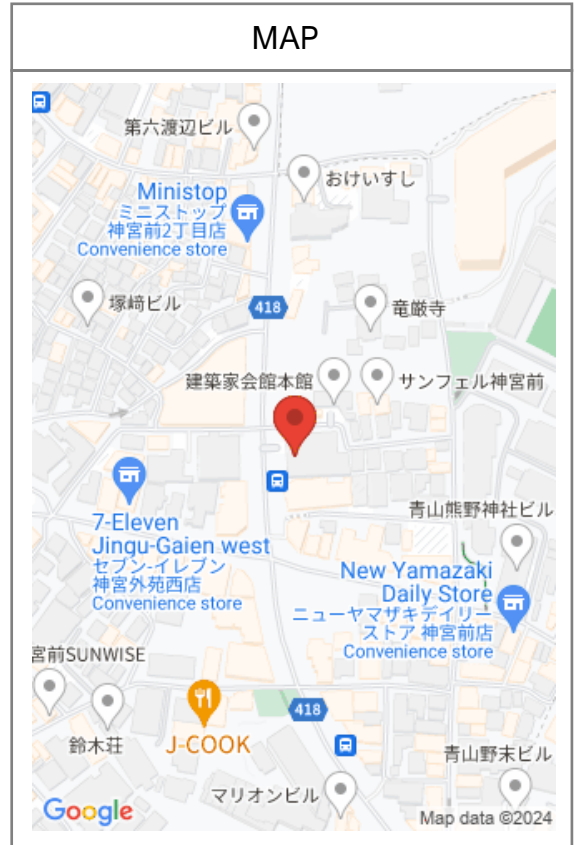 MAP
第六渡辺ビル
おけいすし
Ministop
ミニストップ
神宮前2丁目店
Convenience store
塚﨑ビル
418
竜厳寺
建築家会館本館
サンフェル神宮前
7-Eleven
Jingu-Gaien west
セブン-イレブン
神宮外苑西店
Convenience store
青山熊野神社ビル
New Yamazaki
Daily Store
ニューヤマザキデイリー
ストア 神宮前店
Convenience store
宮前SUNWISE
418
鈴木荘
J-COOK
青山野末ビル
マリオンビル
Google
Map data ©2024